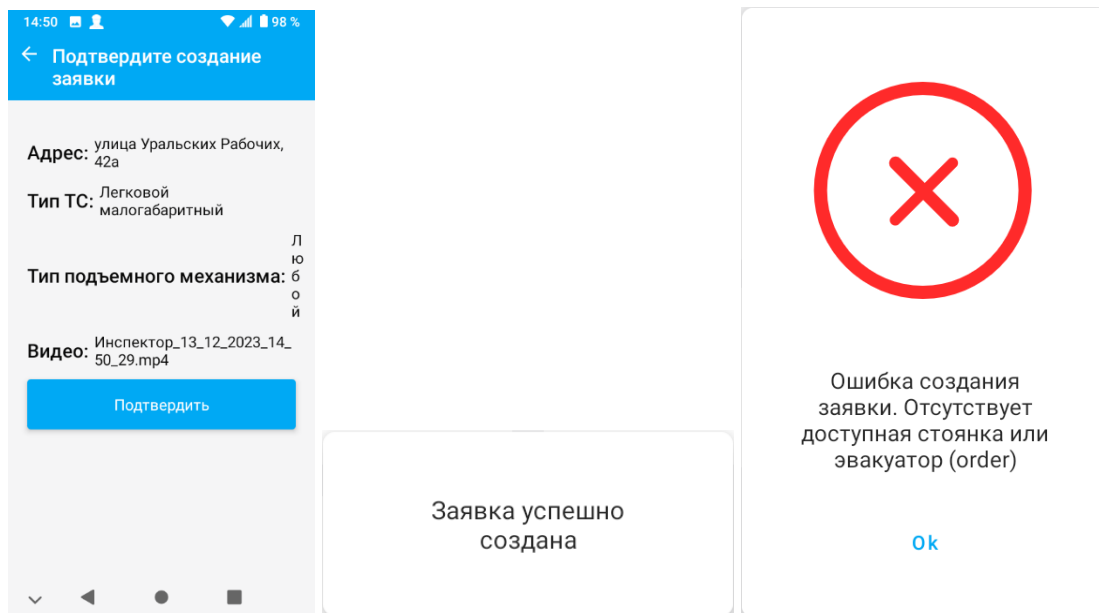 14:50
98 %
Подтвердите создание
заявки
Адрес: улица Уральских Рабочих,
42а
Тип ТС: Легковой
малогабаритный
Тип подъемного механизма: Любой
Видео: Инспектор_13_12_2023_14_
50_29.mp4
Подтвердить
Заявка успешно
создана
Ошибка создания
заявки. Отсутствует
доступная стоянка или
эвакуатор (order)
Ok